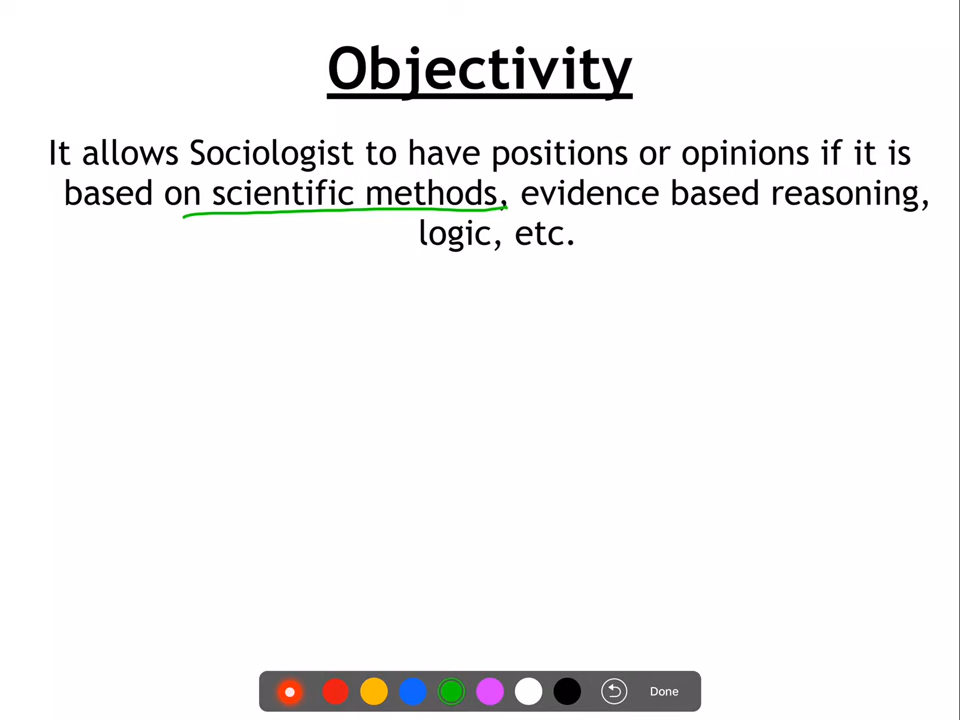 Objectivity
It allows Sociologist to have positions or opinions if it is
based on scientific methods, evidence based reasoning,
logic, etc.
Done